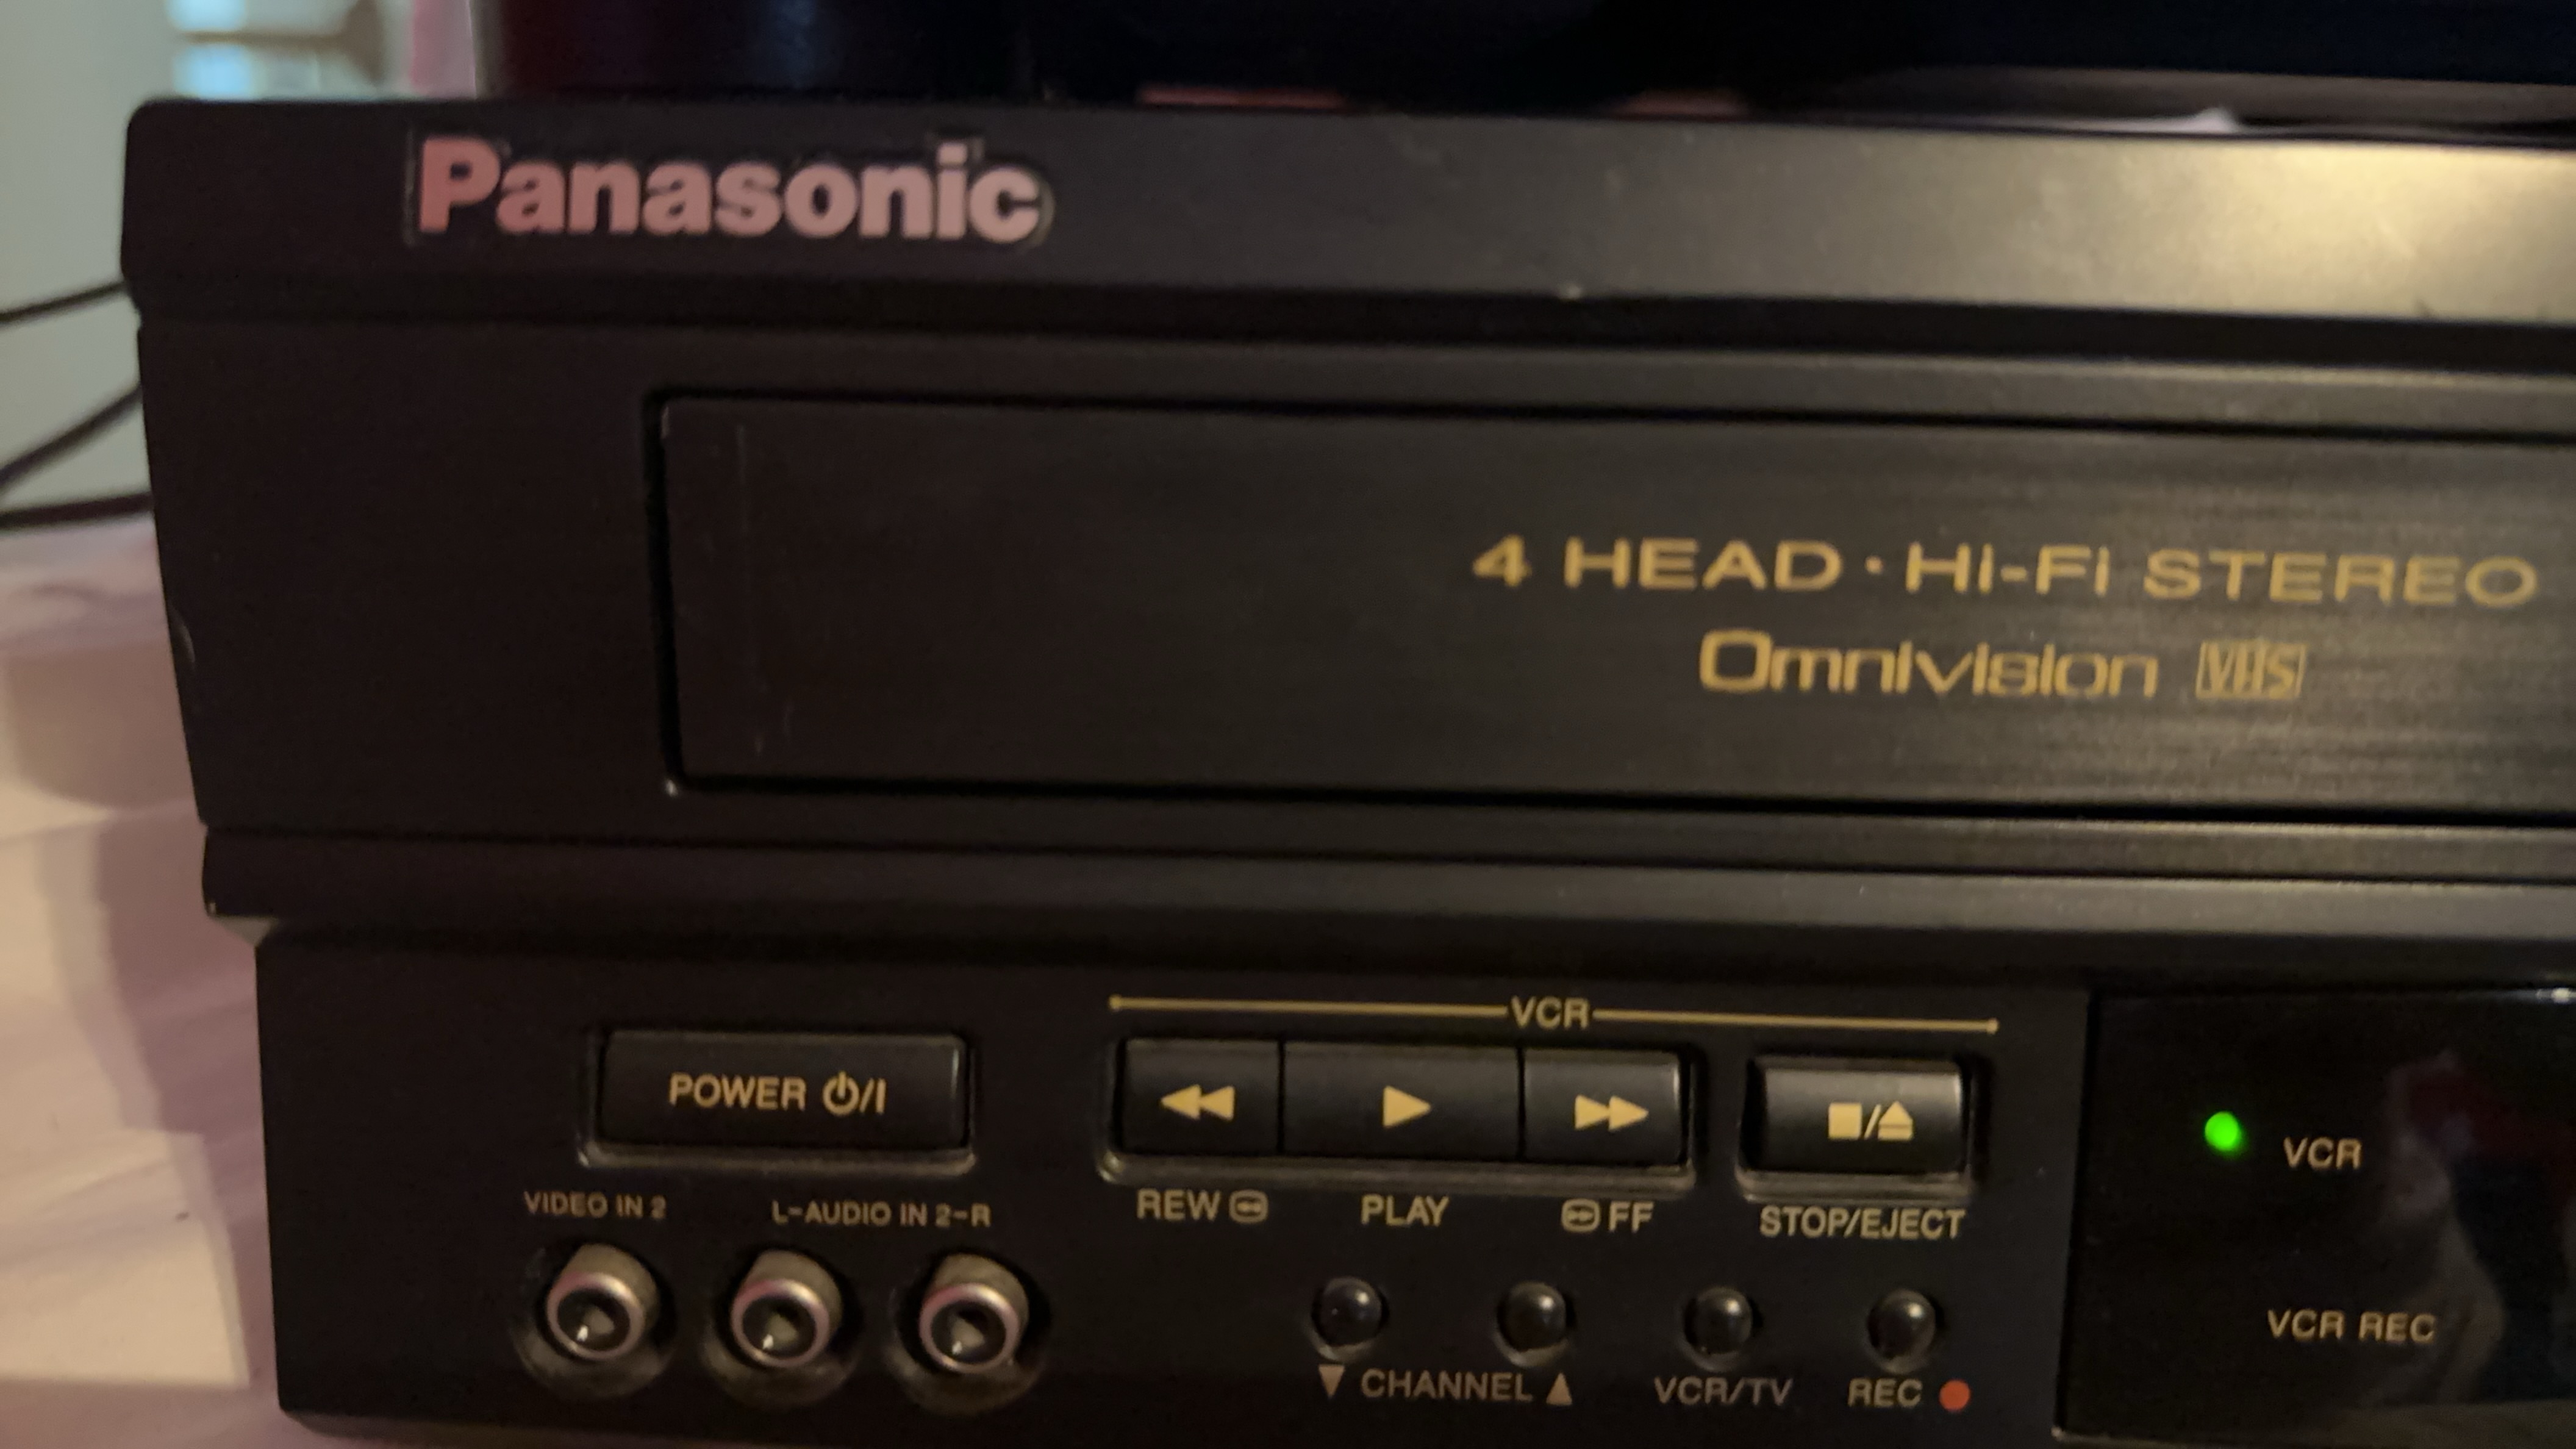 Panasonic
4 HEAD · Hi-Fi STEREO
Omnivision VHS
VCR
POWER ⏻/I
VIDEO IN 2
L-AUDIO IN 2-R
REW
PLAY
FF
STOP/EJECT
▼ CHANNEL ▲
VCR/TV
REC
VCR
VCR REC